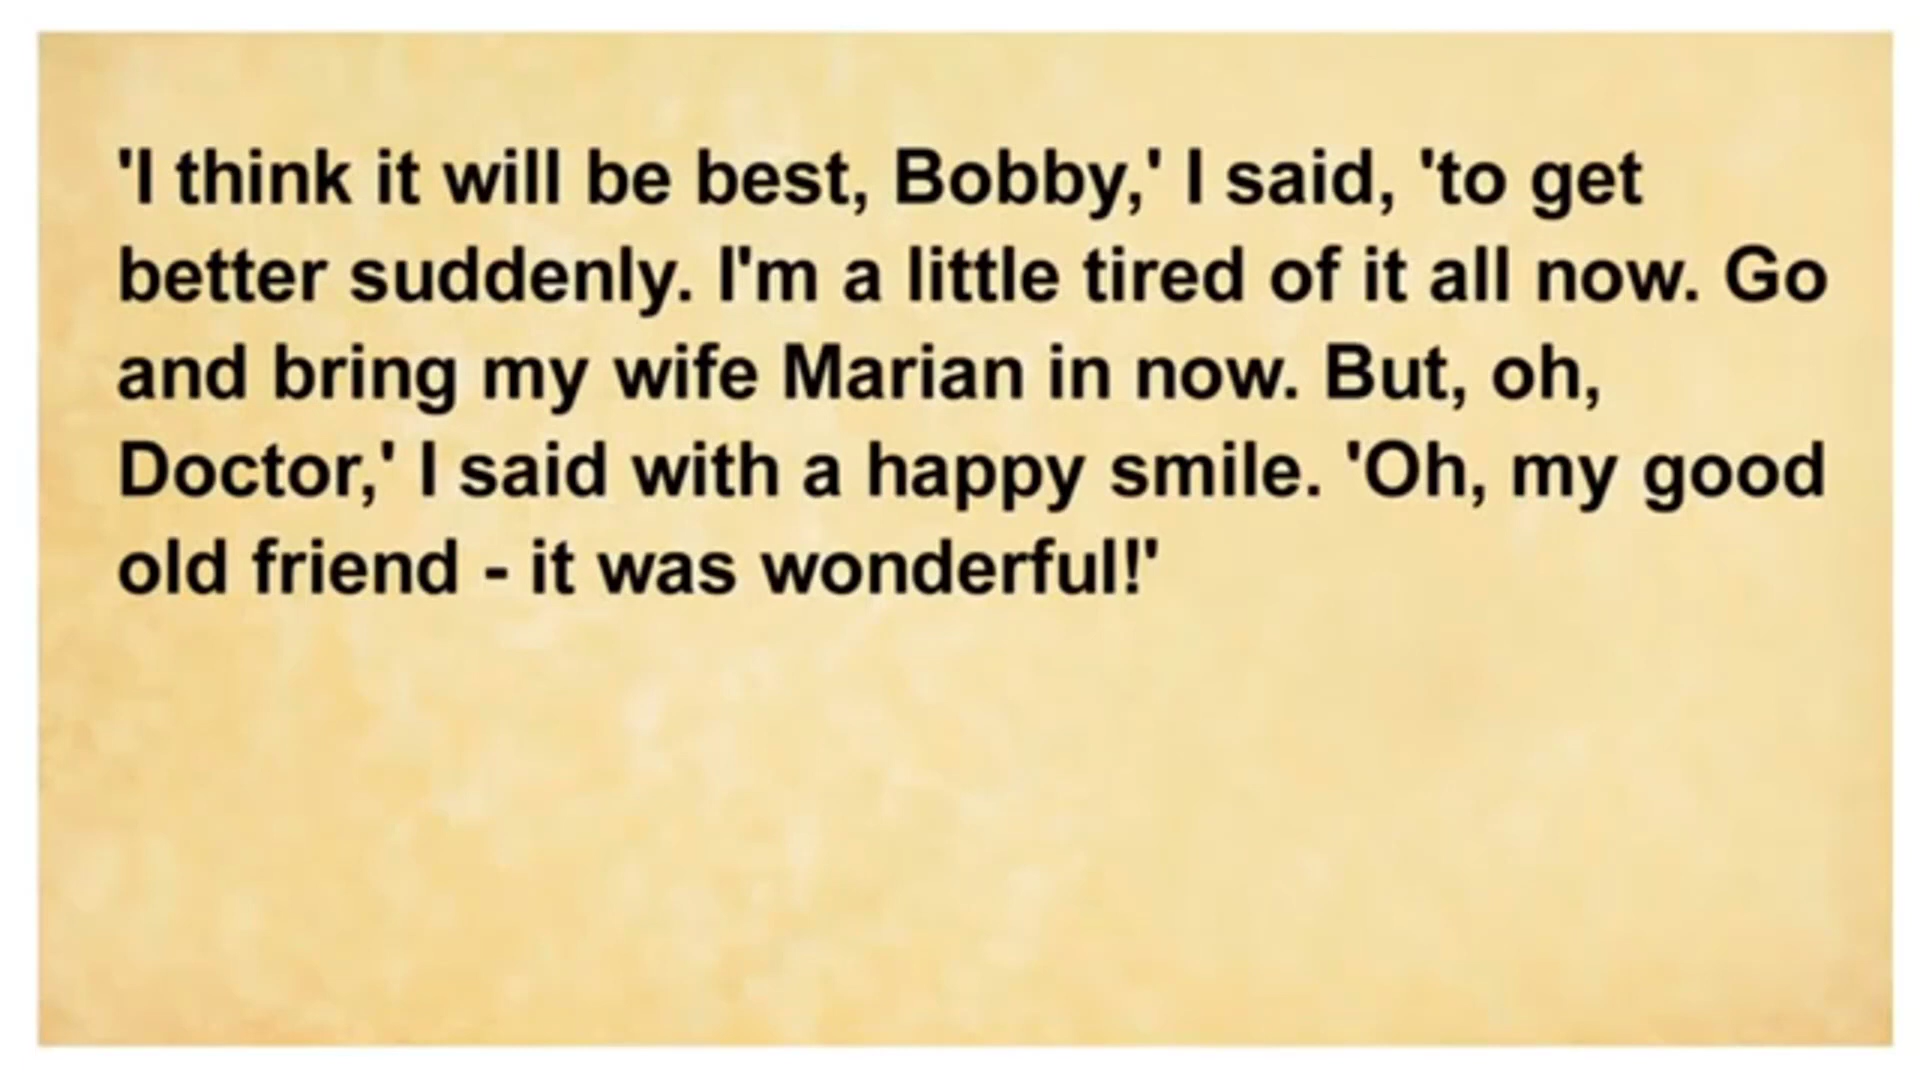 'I think it will be best, Bobby,' I said, 'to get
better suddenly. I'm a little tired of it all now. Go
and bring my wife Marian in now. But, oh,
Doctor,' I said with a happy smile. 'Oh, my good
old friend - it was wonderful!'